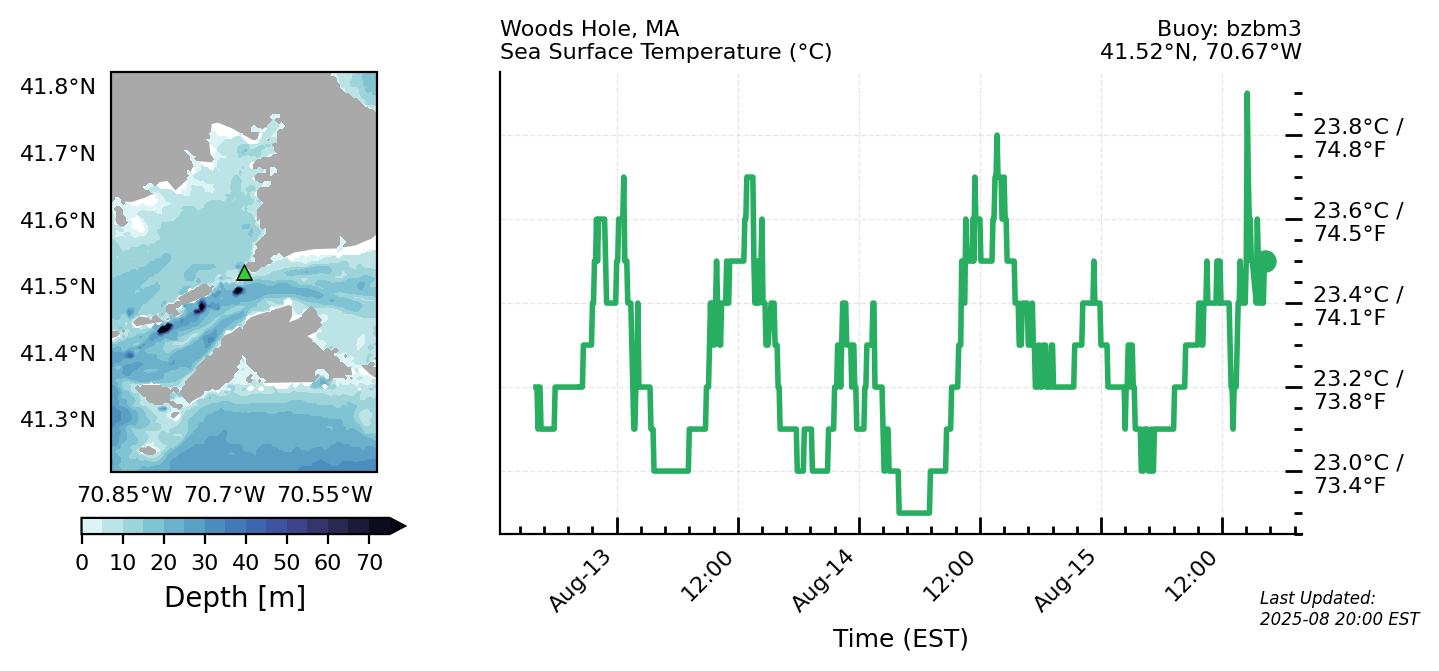 Woods Hole, MA
Sea Surface Temperature (°C)
Buoy: bzbm3
41.52°N, 70.67°W
41.8°N
41.7°N
41.6°N
41.5°N
41.4°N
41.3°N
70.85°W 70.7°W 70.55°W
0 10 20 30 40 50 60 70
Depth [m]
23.8°C /
74.8°F
23.6°C /
74.5°F
23.4°C /
74.1°F
23.2°C /
73.8°F
23.0°C /
73.4°F
Aug-13 12:00 Aug-14 12:00 Aug-15 12:00
Time (EST)
Last Updated:
2025-08 20:00 EST